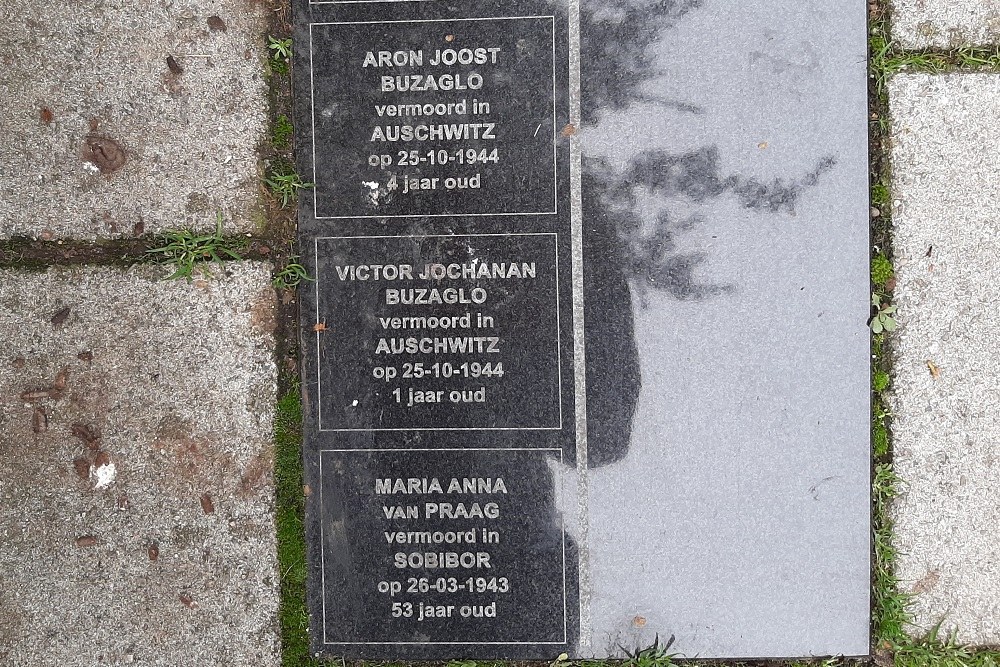 ARON JOOST
BUZAGLO
vermoord in
AUSCHWITZ
op 25-10-1944
4 jaar oud
VICTOR JOCHANAN
BUZAGLO
vermoord in
AUSCHWITZ
op 25-10-1944
1 jaar oud
MARIA ANNA
VAN PRAAG
vermoord in
SOBIBOR
op 26-03-1943
53 jaar oud